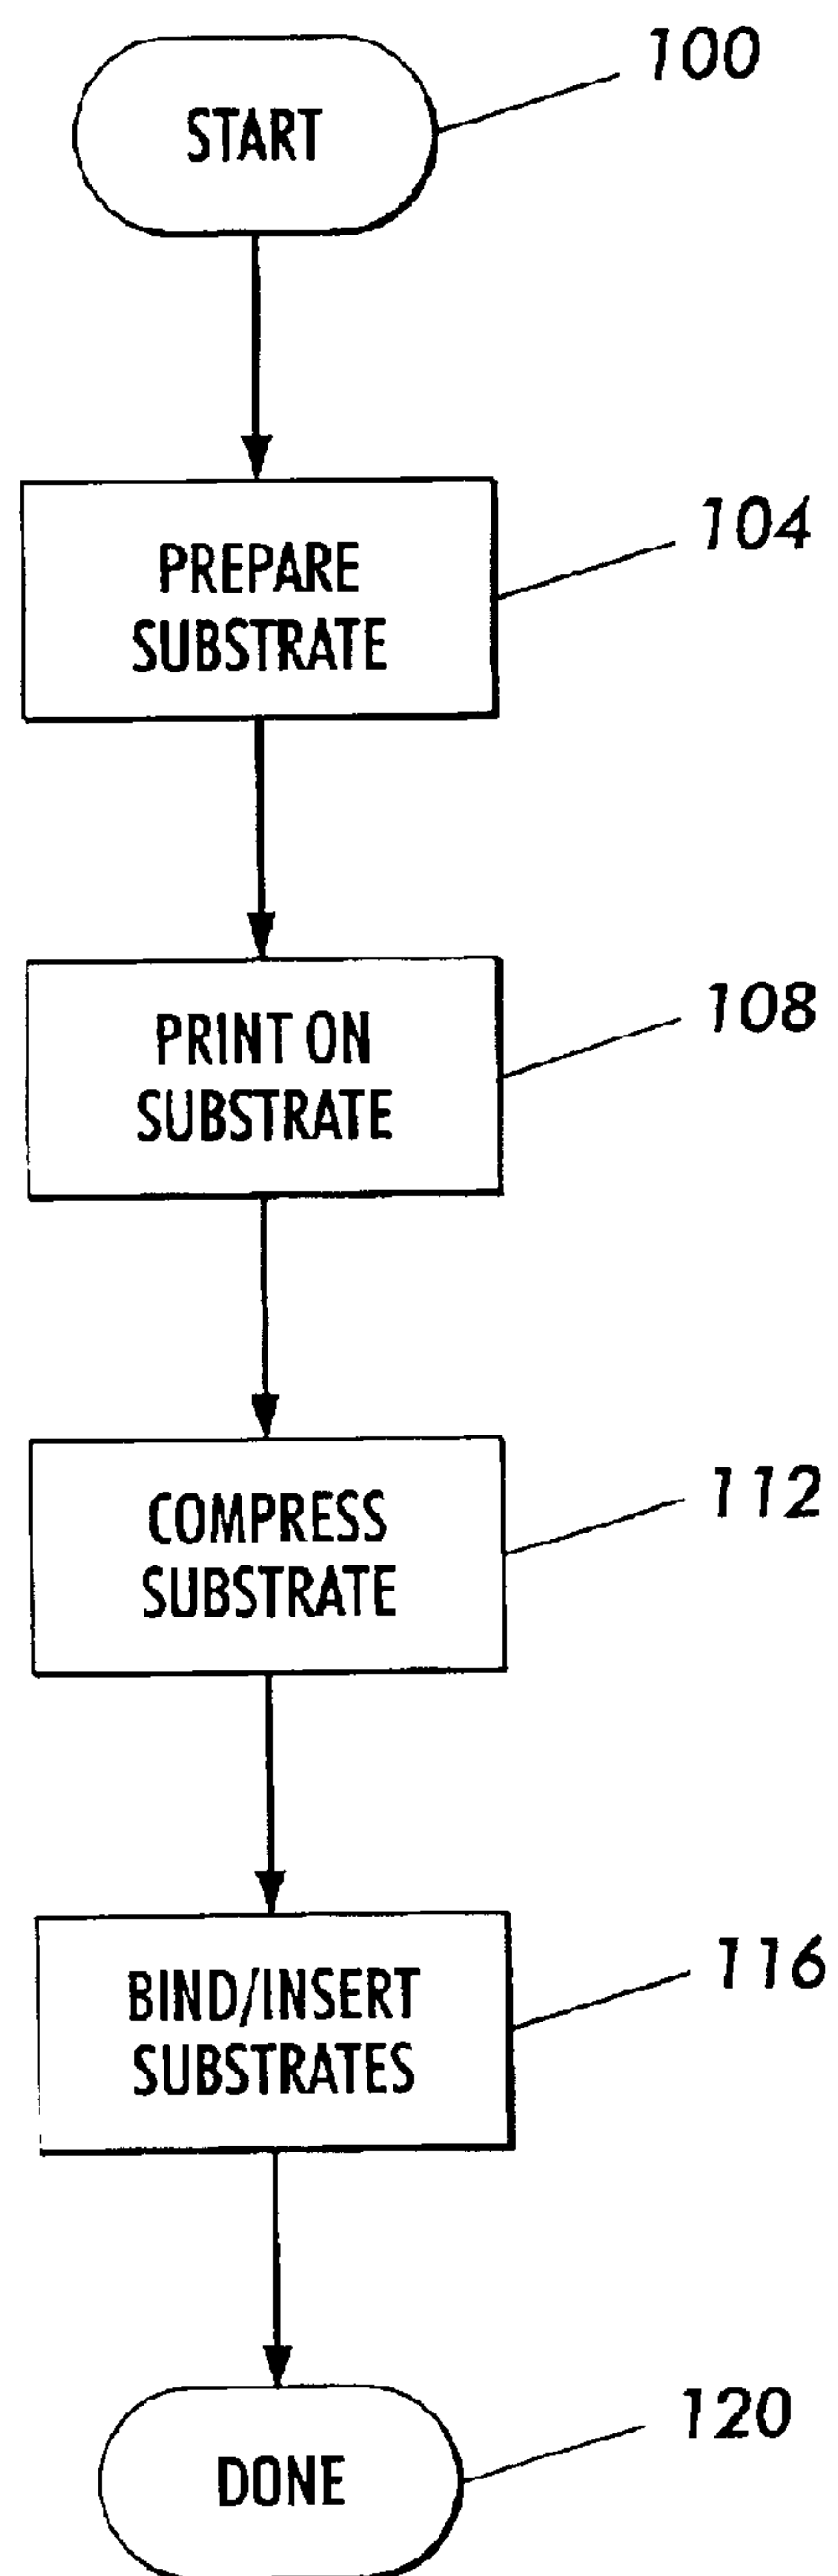 100
START
104
PREPARE
SUBSTRATE
108
PRINT ON
SUBSTRATE
112
COMPRESS
SUBSTRATE
116
BIND/INSERT
SUBSTRATES
120
DONE